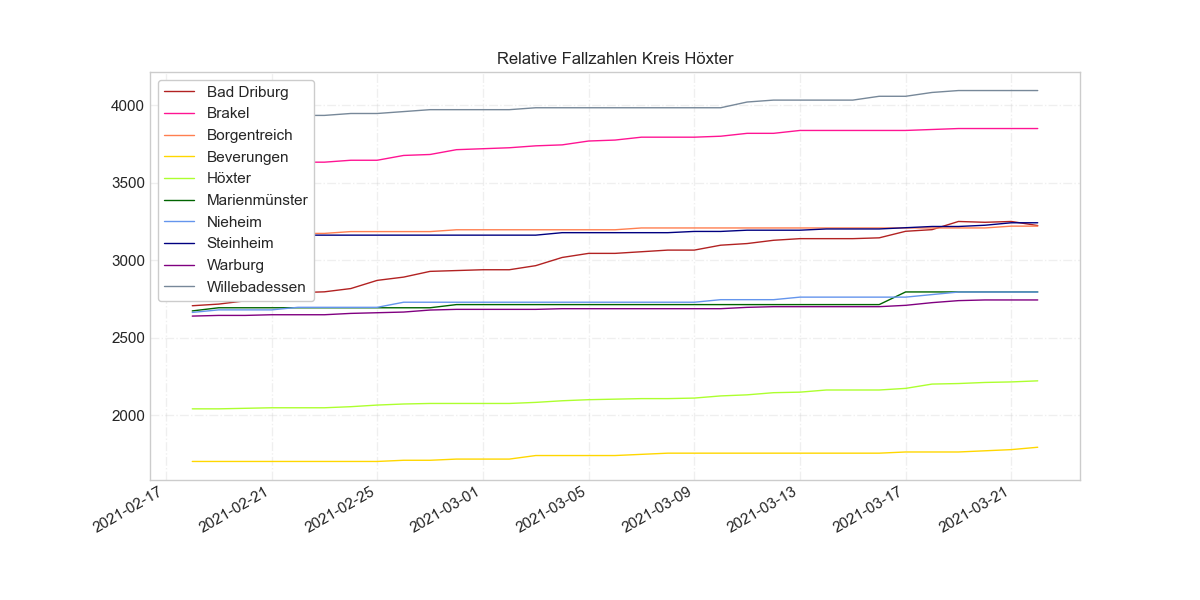 Relative Fallzahlen Kreis Höxter
Bad Driburg
Brakel
Borgentreich
Beverungen
Höxter
Marienmünster
Nieheim
Steinheim
Warburg
Willebadessen
4000
3500
3000
2500
2000
2021-02-17
2021-02-21
2021-02-25
2021-03-01
2021-03-05
2021-03-09
2021-03-13
2021-03-17
2021-03-21